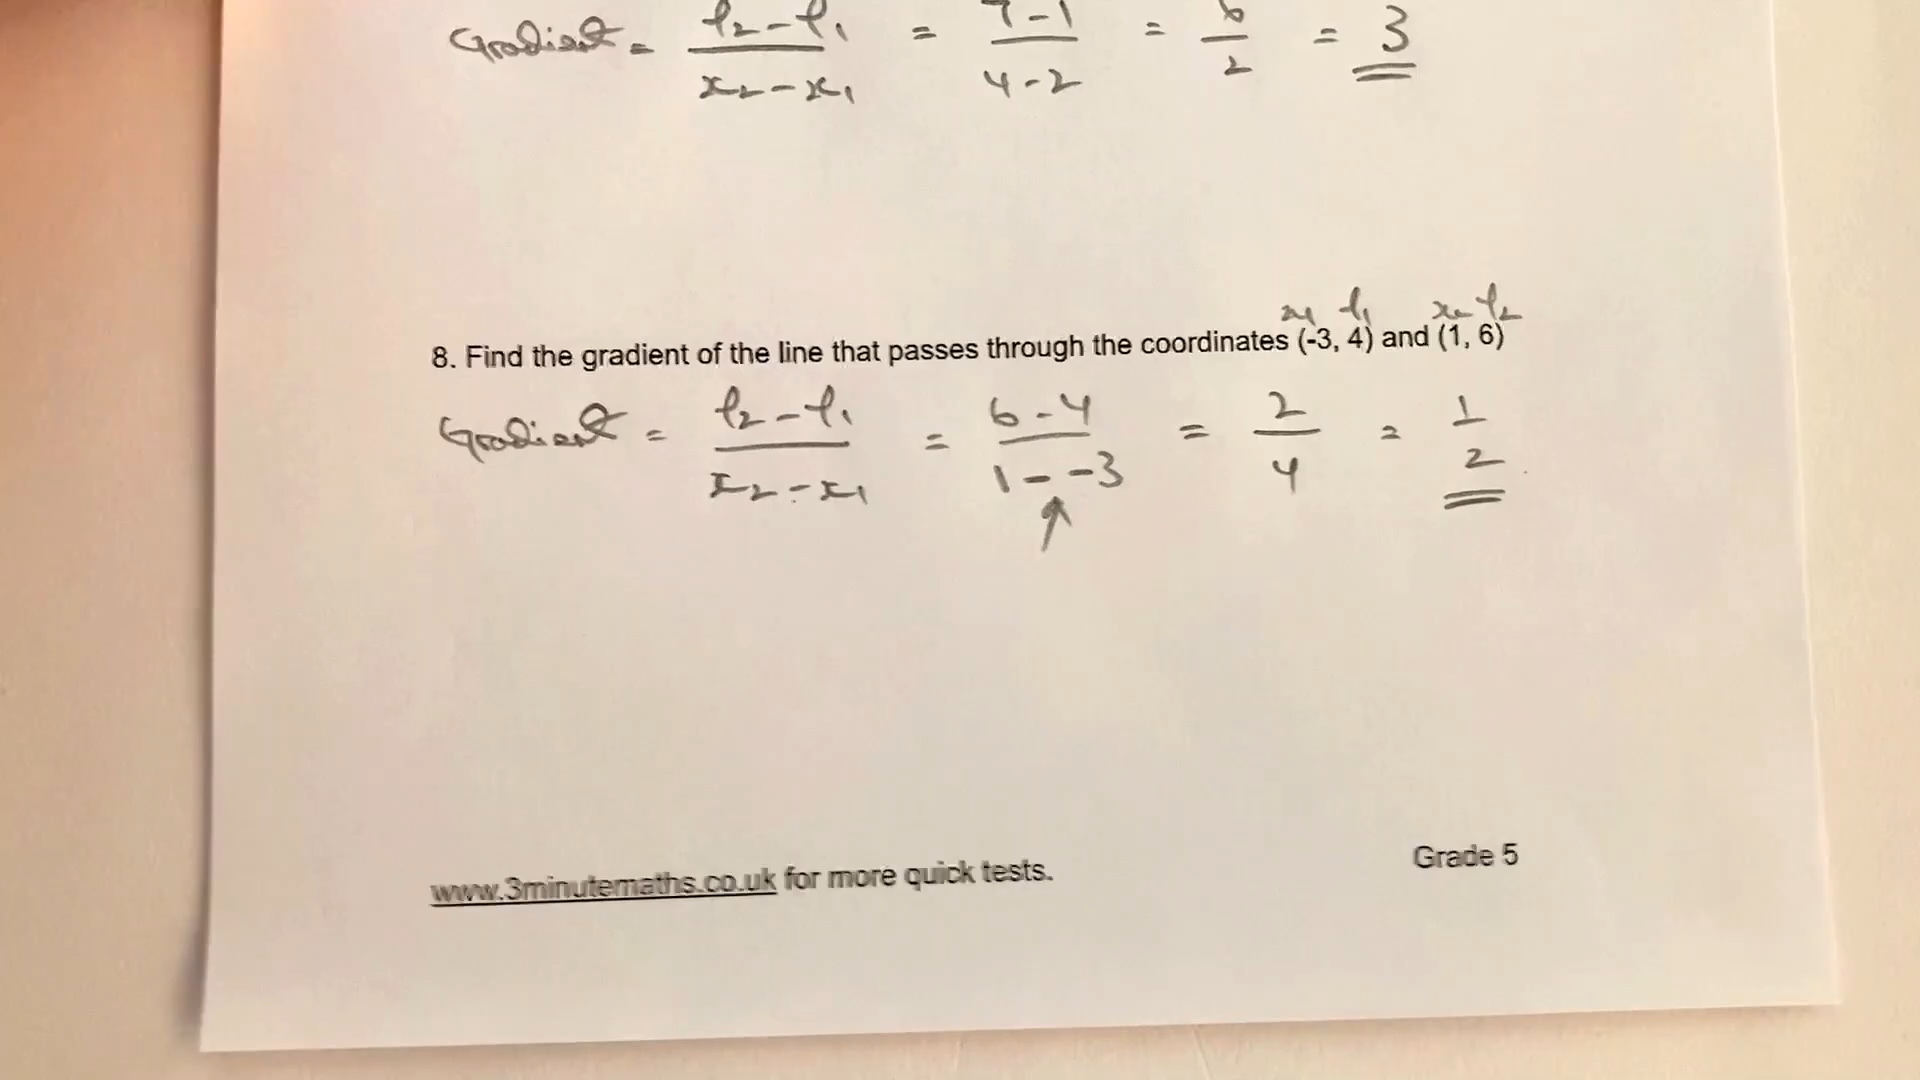 Gradient = y₂-y₁ / x₂-x₁ = 7-1 / 4-2 = 6/2 = 3
x₁ y₁ x₂ y₂
8. Find the gradient of the line that passes through the coordinates (-3, 4) and (1, 6)
Gradient = y₂-y₁ / x₂-x₁ = 6-4 / 1--3 = 2/4 = 1/2
www.3minutemaths.co.uk for more quick tests.
Grade 5